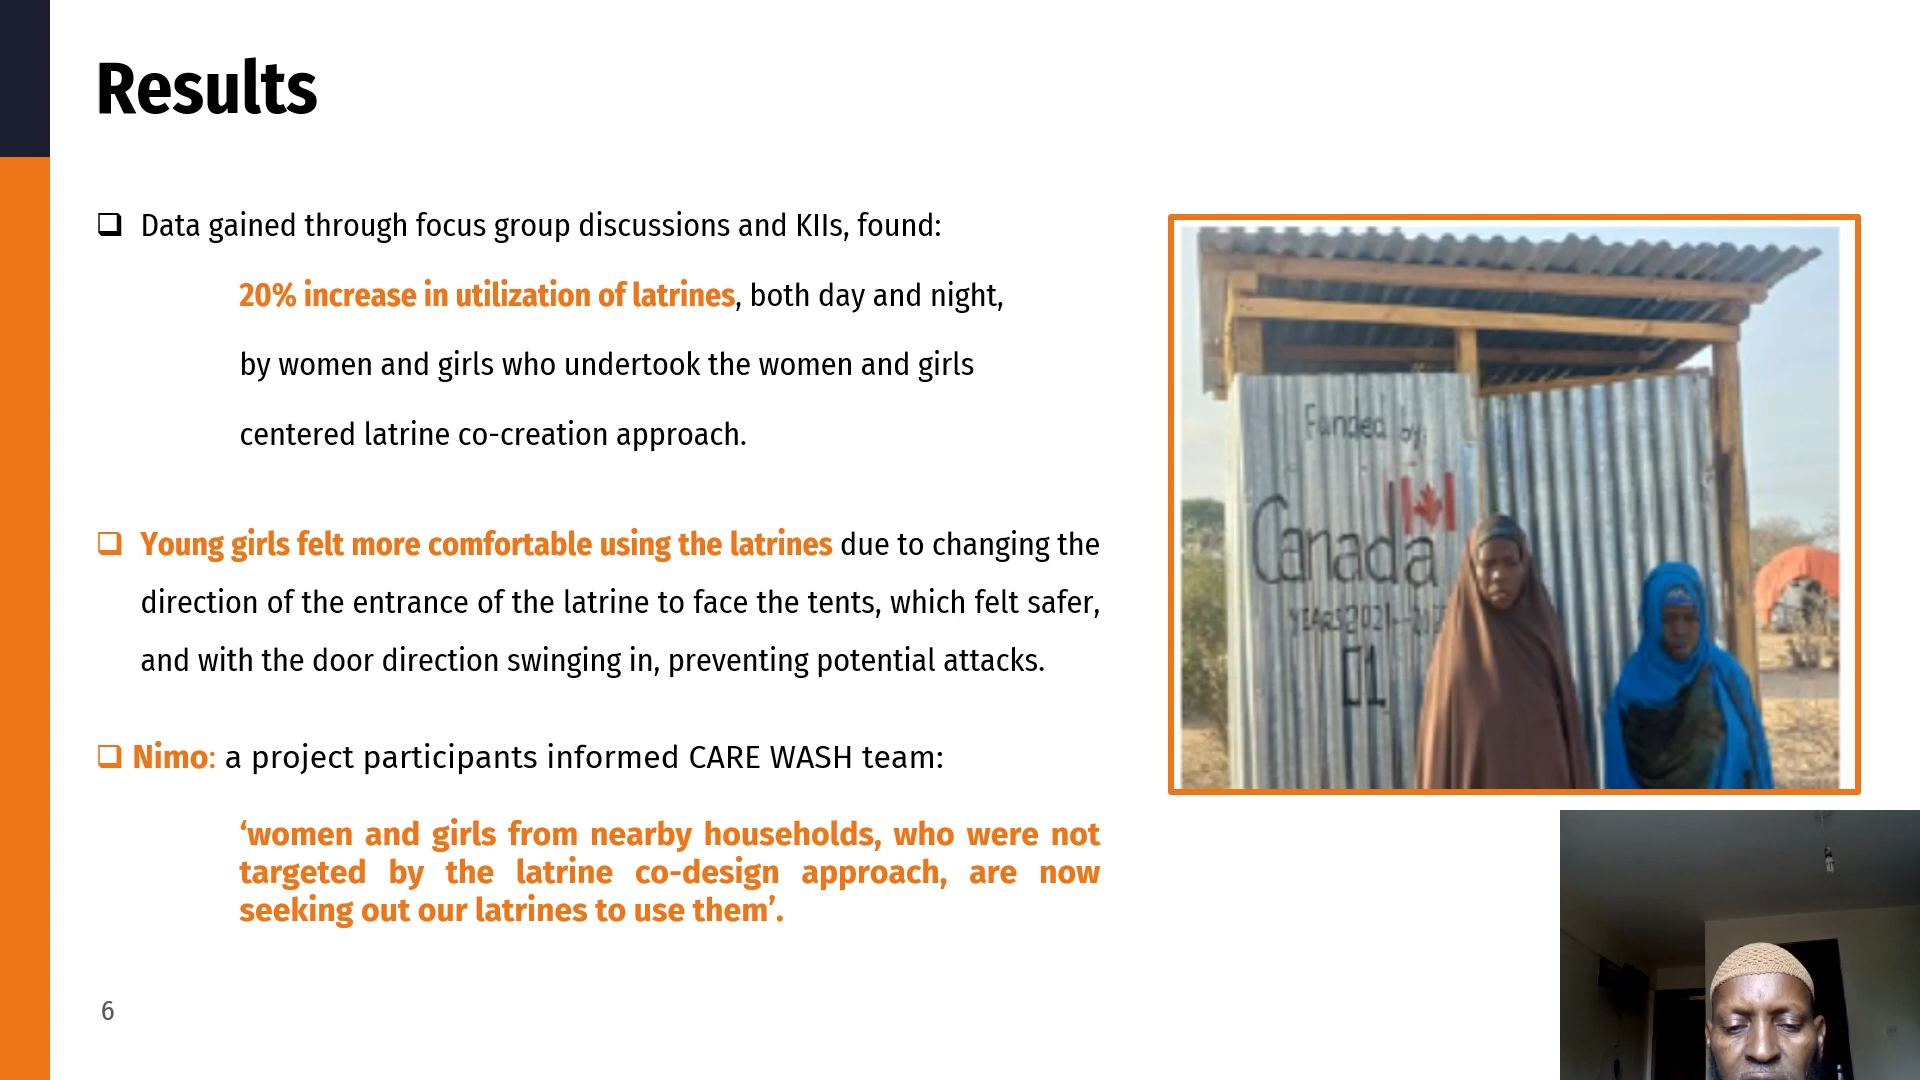 Results
Data gained through focus group discussions and KIIs, found:
20% increase in utilization of latrines, both day and night,
by women and girls who undertook the women and girls
centered latrine co-creation approach.
Young girls felt more comfortable using the latrines due to changing the
direction of the entrance of the latrine to face the tents, which felt safer,
and with the door direction swinging in, preventing potential attacks.
Nimo: a project participants informed CARE WASH team:
‘women and girls from nearby households, who were not
targeted by the latrine co-design approach, are now
seeking out our latrines to use them’.
6
Funded by:
Canada
YEARS 2021-
01